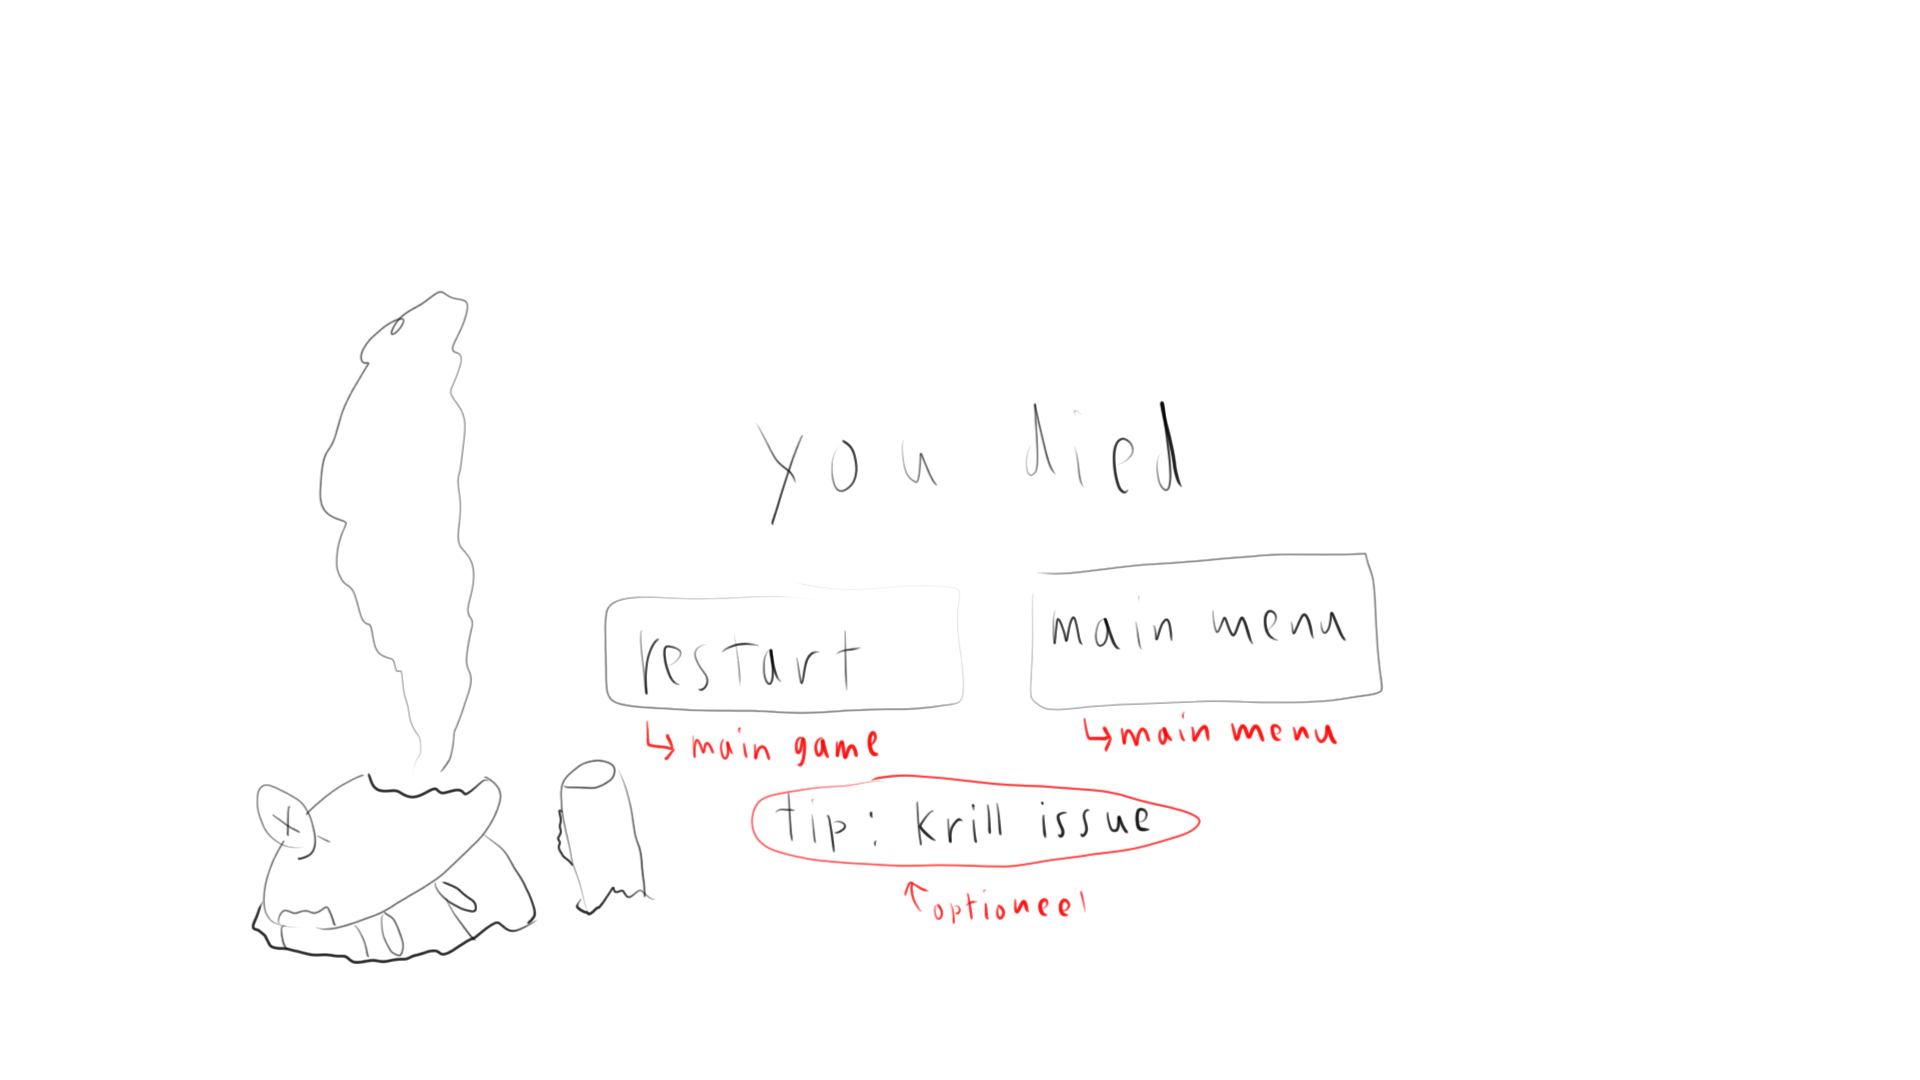 you died
restart
main menu
↳ main game
↳ main menu
tip: krill issue
optioneel